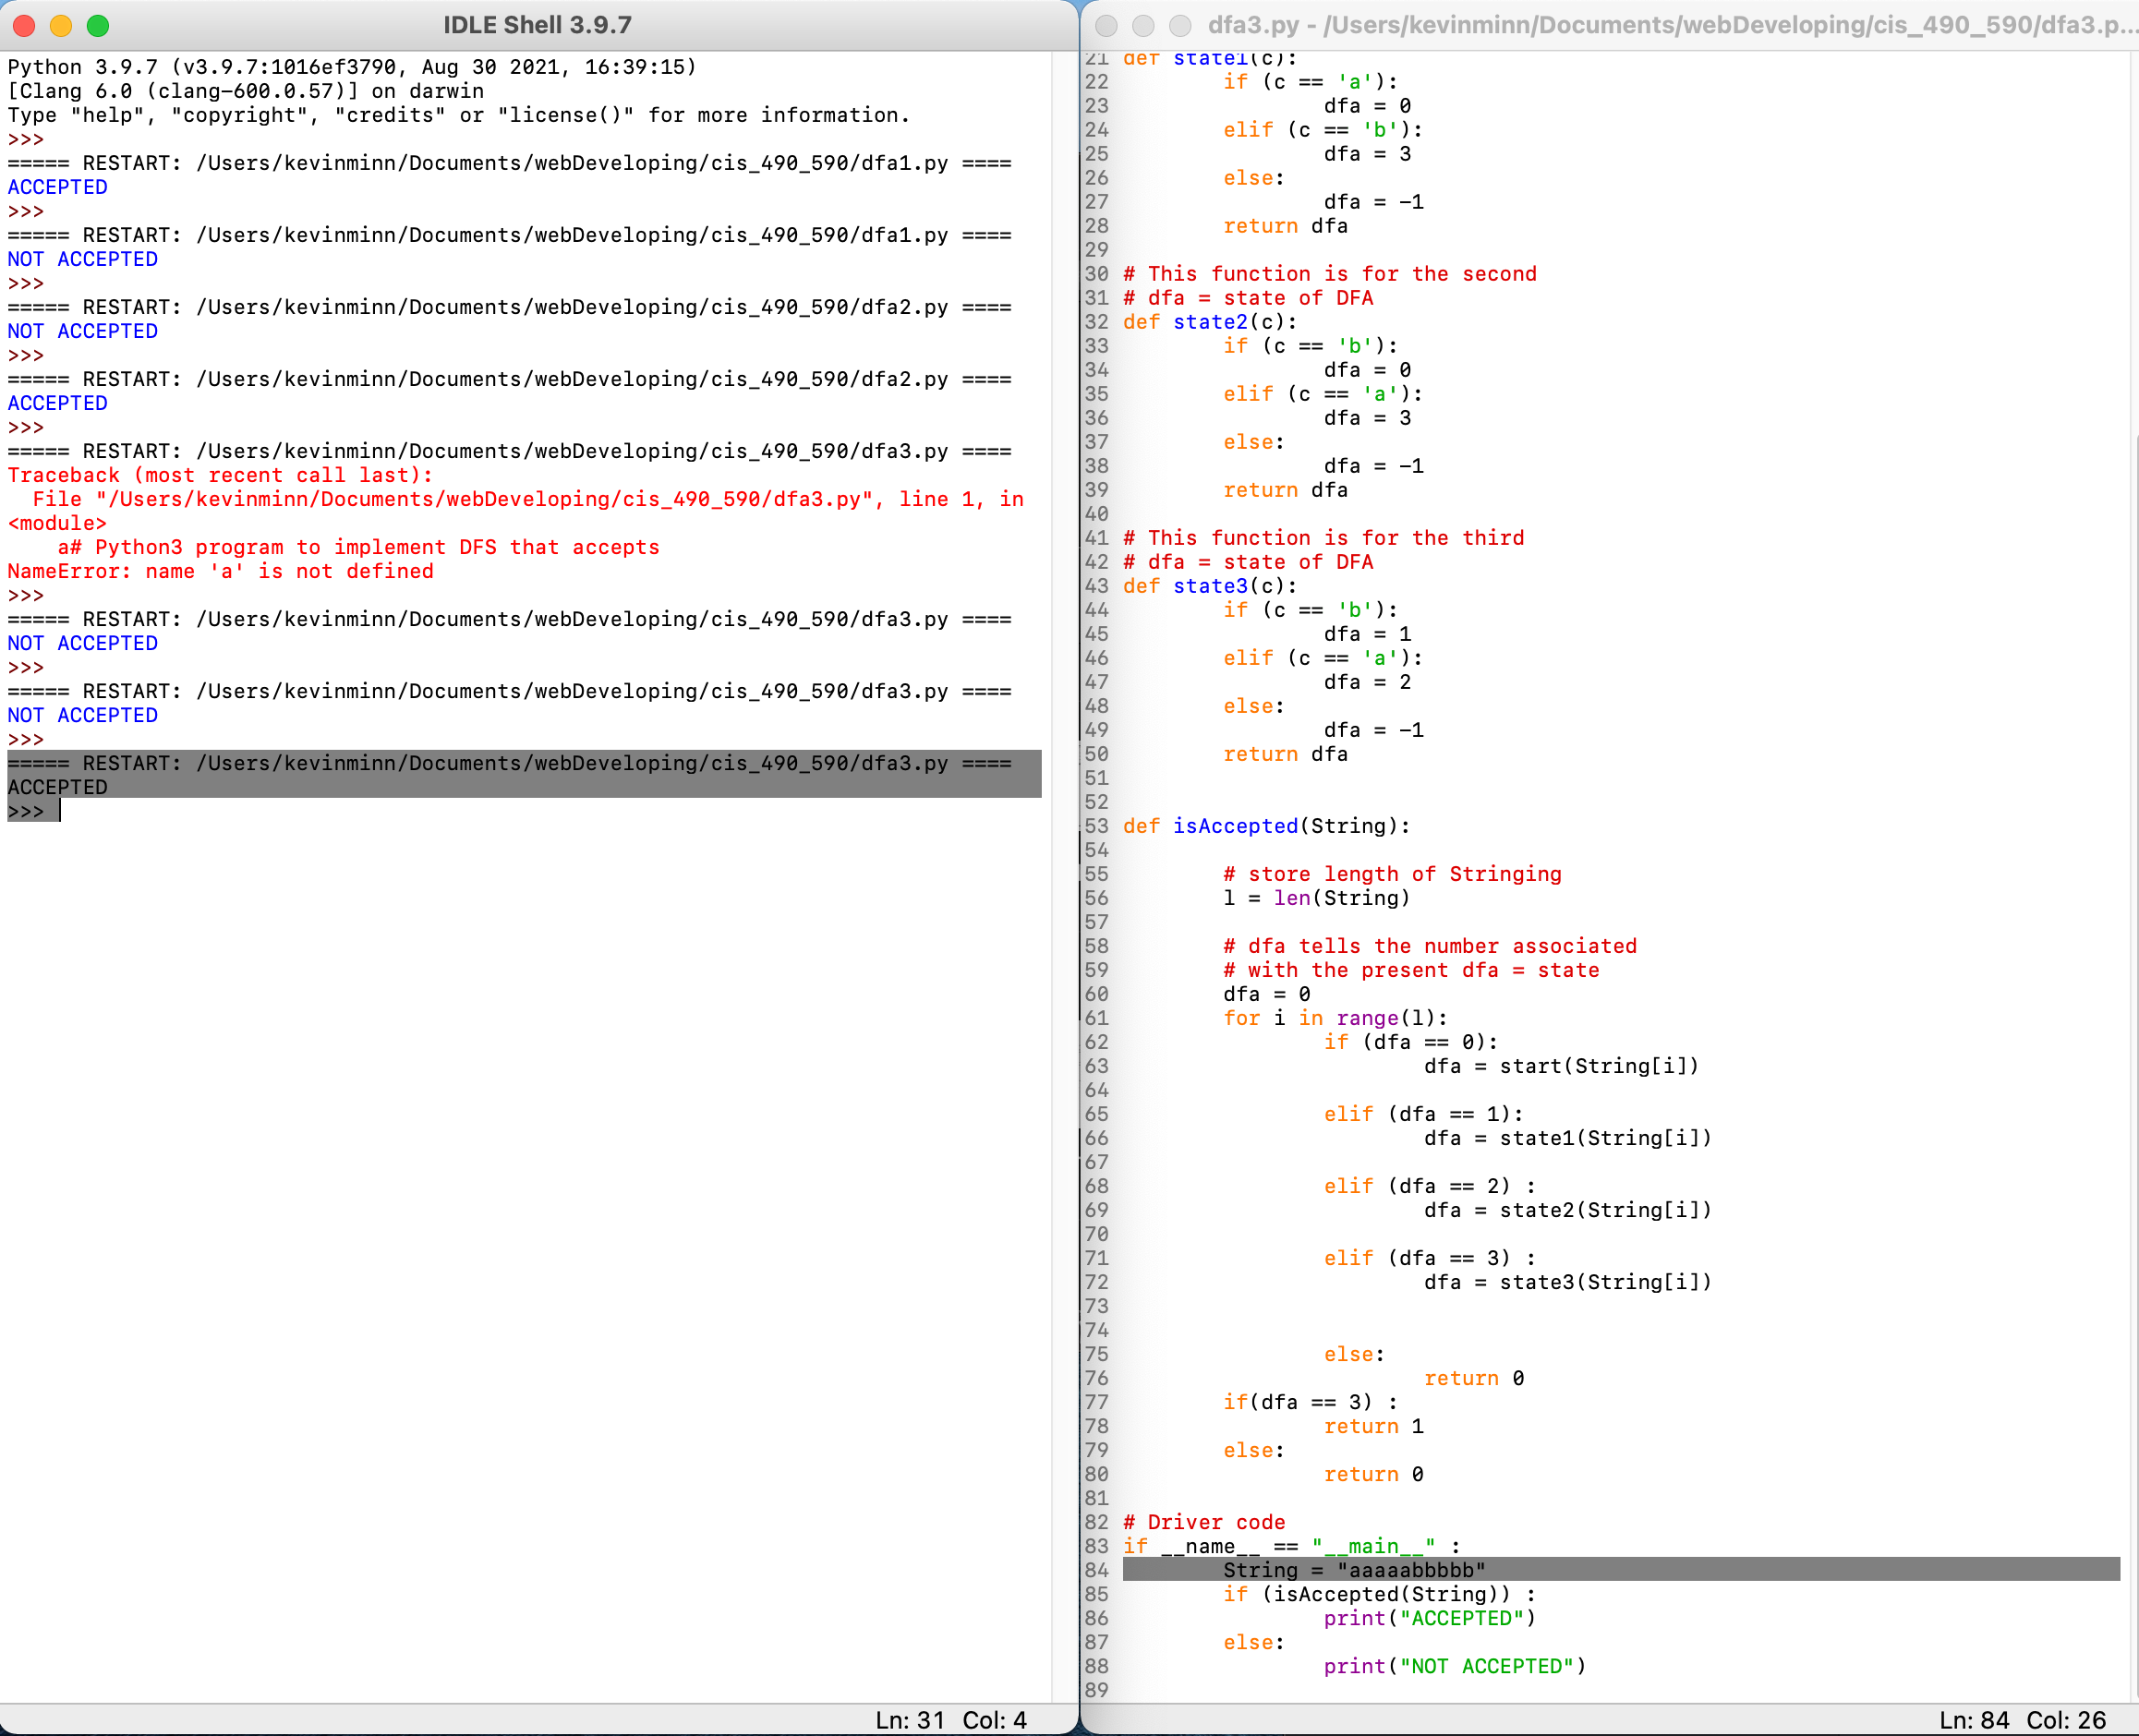 IDLE Shell 3.9.7
Python 3.9.7 (v3.9.7:1016ef3790, Aug 30 2021, 16:39:15)
[Clang 6.0 (clang-600.0.57)] on darwin
Type "help", "copyright", "credits" or "license()" for more information.
>>>
===== RESTART: /Users/kevinminn/Documents/webDeveloping/cis_490_590/dfa1.py ====
ACCEPTED
>>>
===== RESTART: /Users/kevinminn/Documents/webDeveloping/cis_490_590/dfa1.py ====
NOT ACCEPTED
>>>
===== RESTART: /Users/kevinminn/Documents/webDeveloping/cis_490_590/dfa2.py ====
NOT ACCEPTED
>>>
===== RESTART: /Users/kevinminn/Documents/webDeveloping/cis_490_590/dfa2.py ====
ACCEPTED
>>>
===== RESTART: /Users/kevinminn/Documents/webDeveloping/cis_490_590/dfa3.py ====
Traceback (most recent call last):
  File "/Users/kevinminn/Documents/webDeveloping/cis_490_590/dfa3.py", line 1, in
<module>
    a# Python3 program to implement DFS that accepts
NameError: name 'a' is not defined
>>>
===== RESTART: /Users/kevinminn/Documents/webDeveloping/cis_490_590/dfa3.py ====
NOT ACCEPTED
>>>
===== RESTART: /Users/kevinminn/Documents/webDeveloping/cis_490_590/dfa3.py ====
NOT ACCEPTED
>>>
===== RESTART: /Users/kevinminn/Documents/webDeveloping/cis_490_590/dfa3.py ====
ACCEPTED
>>>
Ln: 31 Col: 4
dfa3.py - /Users/kevinminn/Documents/webDeveloping/cis_490_590/dfa3.p...
21 def state1(c):
22         if (c == 'a'):
23                 dfa = 0
24         elif (c == 'b'):
25                 dfa = 3
26         else:
27                 dfa = -1
28         return dfa
29
30 # This function is for the second
31 # dfa = state of DFA
32 def state2(c):
33         if (c == 'b'):
34                 dfa = 0
35         elif (c == 'a'):
36                 dfa = 3
37         else:
38                 dfa = -1
39         return dfa
40
41 # This function is for the third
42 # dfa = state of DFA
43 def state3(c):
44         if (c == 'b'):
45                 dfa = 1
46         elif (c == 'a'):
47                 dfa = 2
48         else:
49                 dfa = -1
50         return dfa
51
52
53 def isAccepted(String):
54
55         # store length of Stringing
56         l = len(String)
57
58         # dfa tells the number associated
59         # with the present dfa = state
60         dfa = 0
61         for i in range(l):
62                 if (dfa == 0):
63                         dfa = start(String[i])
64
65                 elif (dfa == 1):
66                         dfa = state1(String[i])
67
68                 elif (dfa == 2) :
69                         dfa = state2(String[i])
70
71                 elif (dfa == 3) :
72                         dfa = state3(String[i])
73
74
75                 else:
76                         return 0
77         if(dfa == 3) :
78                 return 1
79         else:
80                 return 0
81
82 # Driver code
83 if __name__ == "__main__" :
84         String = "aaaaabbbbb"
85         if (isAccepted(String)) :
86                 print("ACCEPTED")
87         else:
88                 print("NOT ACCEPTED")
89
Ln: 84 Col: 26